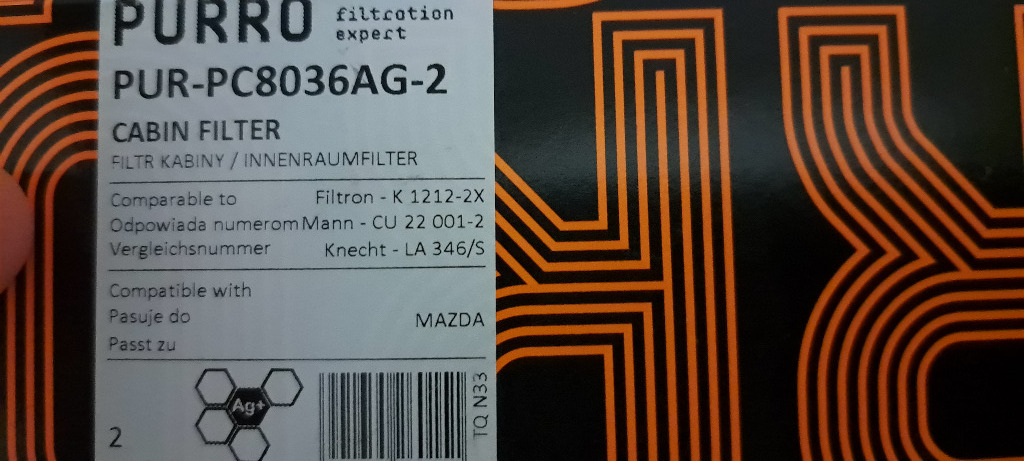 PURRO
filtration
expert
PUR-PC8036AG-2
CABIN FILTER
FILTR KABINY / INNENRAUMFILTER
Comparable to Filtron - K 1212-2X
Odpowiada numerom Mann - CU 22 001-2
Vergleichsnummer Knecht - LA 346/S
Compatible with
Pasuje do MAZDA
Passt zu
Ag+
2
TQ N33